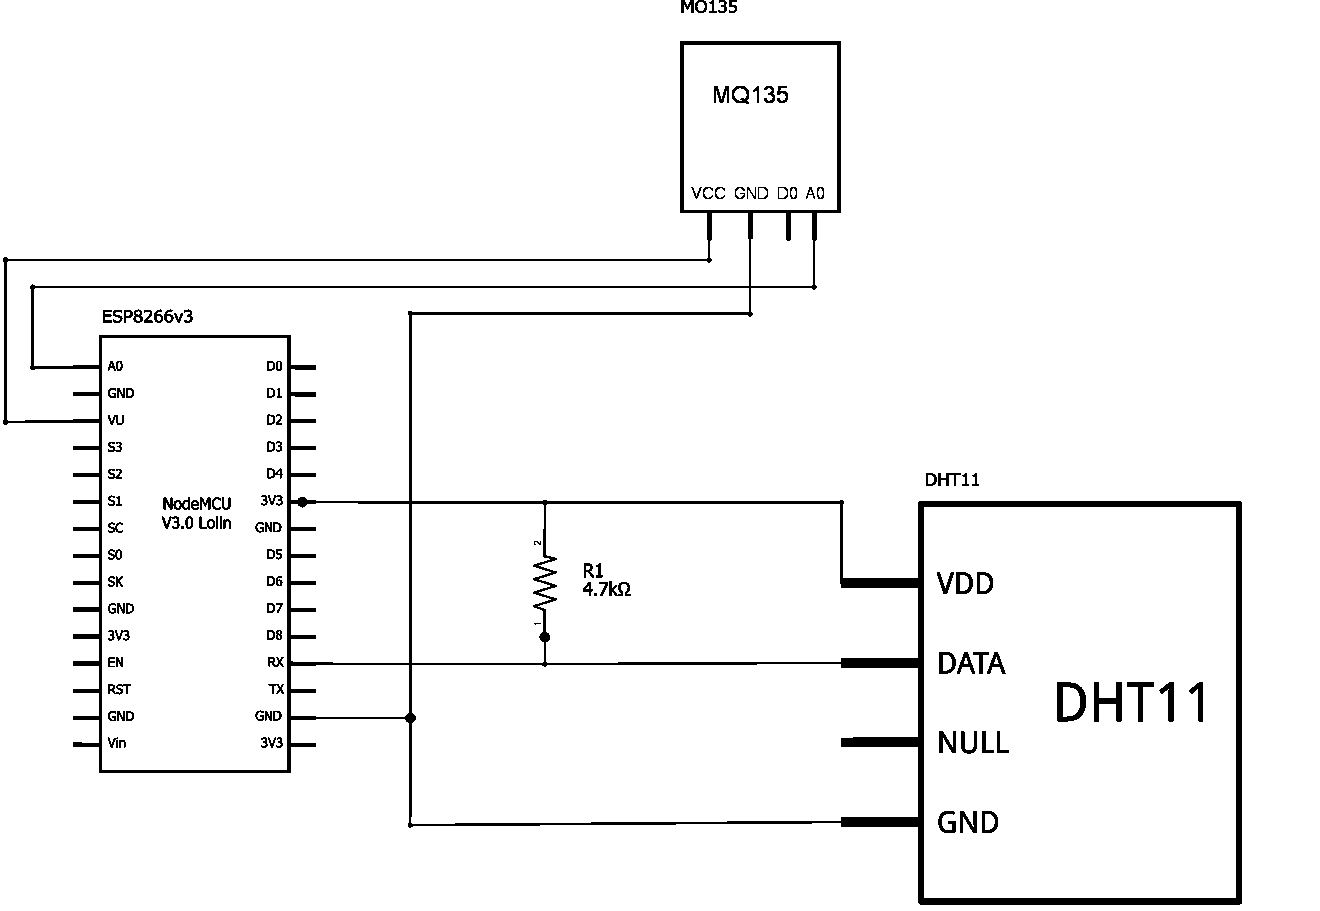 MO135
MQ135
VCC GND D0 A0
ESP8266v3
A0 D0
GND D1
VU D2
S3 D3
S2 D4
S1 3V3
SC GND
S0 D5
SK D6
GND D7
3V3 D8
EN RX
RST TX
GND GND
Vin 3V3
NodeMCU
V3.0 Lolin
2
R1
4.7kΩ
1
DHT11
VDD
DATA
DHT11
NULL
GND